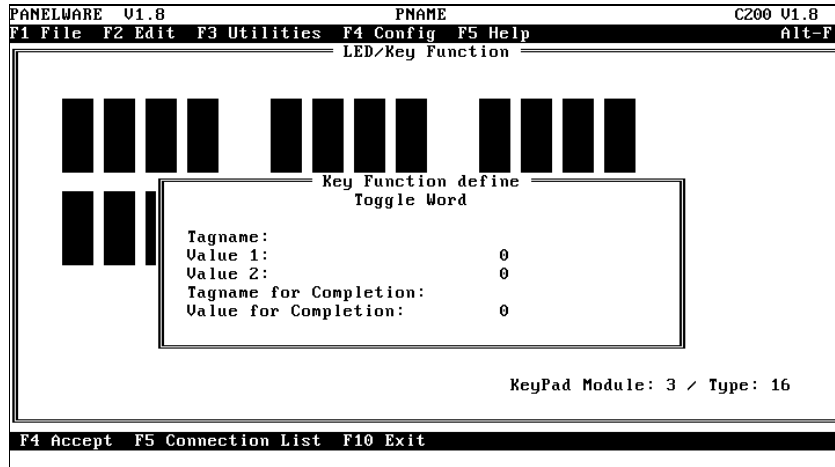 PANELWARE V1.8 PNAME C200 V1.8
F1 File F2 Edit F3 Utilities F4 Config F5 Help Alt-F
LED/Key Function
Key Function define
Toggle Word
Tagname:
Value 1: 0
Value 2: 0
Tagname for Completion:
Value for Completion: 0
KeyPad Module: 3 / Type: 16
F4 Accept F5 Connection List F10 Exit